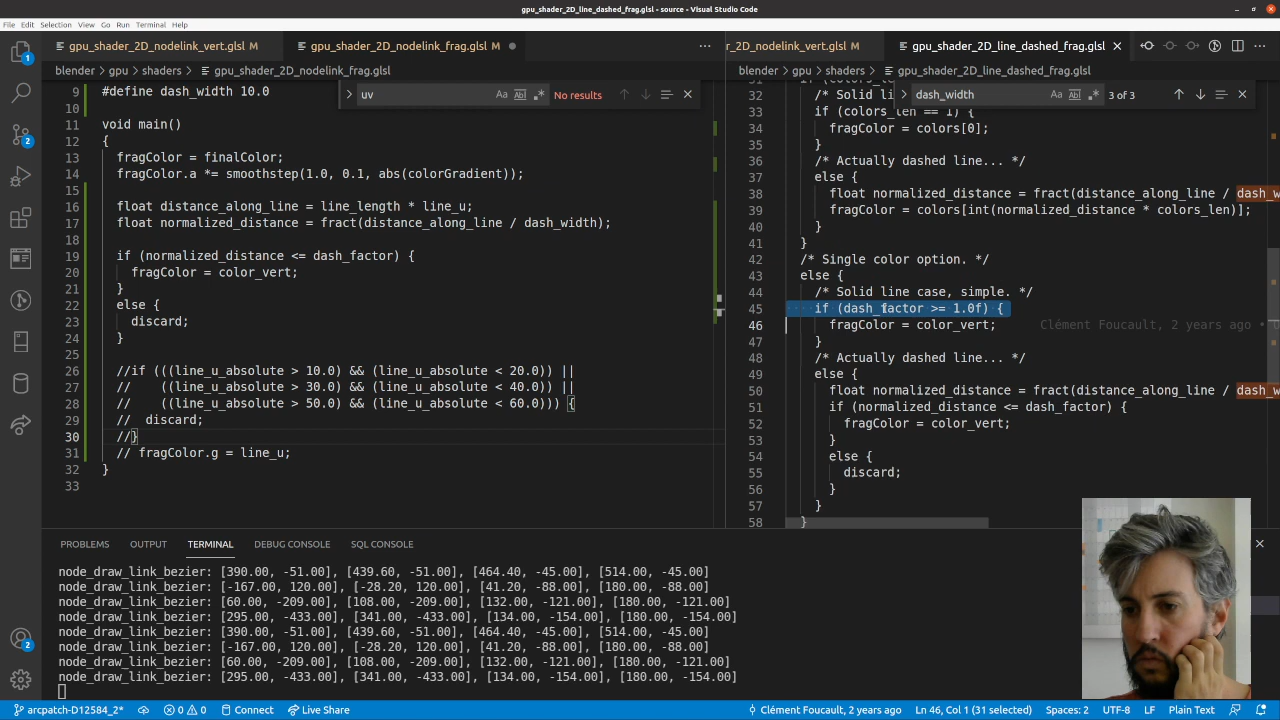 gpu_shader_2D_line_dashed_frag.glsl - source - Visual Studio Code
File Edit Selection View Go Run Terminal Help
gpu_shader_2D_nodelink_vert.glsl M
gpu_shader_2D_nodelink_frag.glsl M
blender > gpu > shaders > gpu_shader_2D_nodelink_frag.glsl
uv
Aa
No results
9 #define dash_width 10.0
10
11 void main()
12 {
13 fragColor = finalColor;
14 fragColor.a *= smoothstep(1.0, 0.1, abs(colorGradient));
15
16 float distance_along_line = line_length * line_u;
17 float normalized_distance = fract(distance_along_line / dash_width);
18
19 if (normalized_distance <= dash_factor) {
20 fragColor = color_vert;
21 }
22 else {
23 discard;
24 }
25
26 //if (((line_u_absolute > 10.0) && (line_u_absolute < 20.0)) ||
27 // ((line_u_absolute > 30.0) && (line_u_absolute < 40.0)) ||
28 // ((line_u_absolute > 50.0) && (line_u_absolute < 60.0))) {
29 // discard;
30 //}
31 // fragColor.g = line_u;
32 }
33
r_2D_nodelink_vert.glsl M
gpu_shader_2D_line_dashed_frag.glsl
blender > gpu > shaders > gpu_shader_2D_line_dashed_frag.glsl
dash_width
Aa
3 of 3
32 /* Solid li
33 if (colors_len == 1) {
34 fragColor = colors[0];
35 }
36 /* Actually dashed line... */
37 else {
38 float normalized_distance = fract(distance_along_line / dash_w
39 fragColor = colors[int(normalized_distance * colors_len)];
40 }
41 }
42 /* Single color option. */
43 else {
44 /* Solid line case, simple. */
45 if (dash_factor >= 1.0f) {
46 fragColor = color_vert; Clément Foucault, 2 years ago •
47 }
48 /* Actually dashed line... */
49 else {
50 float normalized_distance = fract(distance_along_line / dash_w
51 if (normalized_distance <= dash_factor) {
52 fragColor = color_vert;
53 }
54 else {
55 discard;
56 }
57 }
58 }
PROBLEMS OUTPUT TERMINAL DEBUG CONSOLE SQL CONSOLE
node_draw_link_bezier: [390.00, -51.00], [439.60, -51.00], [464.40, -45.00], [514.00, -45.00]
node_draw_link_bezier: [-167.00, 120.00], [-28.20, 120.00], [41.20, -88.00], [180.00, -88.00]
node_draw_link_bezier: [60.00, -209.00], [108.00, -209.00], [132.00, -121.00], [180.00, -121.00]
node_draw_link_bezier: [295.00, -433.00], [341.00, -433.00], [134.00, -154.00], [180.00, -154.00]
node_draw_link_bezier: [390.00, -51.00], [439.60, -51.00], [464.40, -45.00], [514.00, -45.00]
node_draw_link_bezier: [-167.00, 120.00], [-28.20, 120.00], [41.20, -88.00], [180.00, -88.00]
node_draw_link_bezier: [60.00, -209.00], [108.00, -209.00], [132.00, -121.00], [180.00, -121.00]
node_draw_link_bezier: [295.00, -433.00], [341.00, -433.00], [134.00, -154.00], [180.00, -154.00]
arcpatch-D12584_2* 0 0 Connect Live Share Clément Foucault, 2 years ago Ln 46, Col 1 (31 selected) Spaces: 2 UTF-8 LF Plain Text